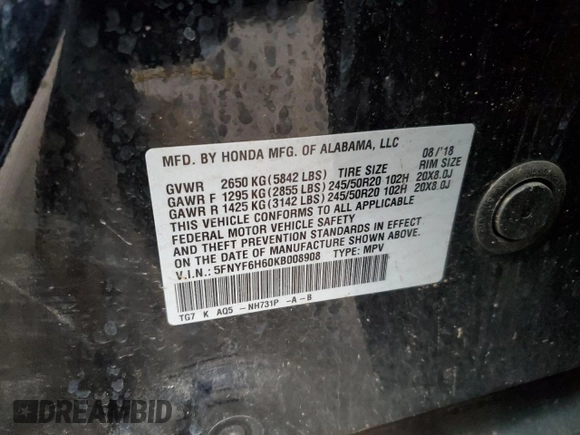 MFD. BY HONDA MFG. OF ALABAMA, LLC 08/'18
GVWR 2650 KG(5842 LBS) TIRE SIZE RIM SIZE
GAWR F 1295 KG(2855 LBS) 245/50R20 102H 20X8.0J
GAWR R 1425 KG(3142 LBS) 245/50R20 102H 20X8.0J
THIS VEHICLE CONFORMS TO ALL APPLICABLE
FEDERAL MOTOR VEHICLE SAFETY
AND THEFT PREVENTION STANDARDS IN EFFECT
ON THE DATE OF MANUFACTURE SHOWN ABOVE.
V.I.N.: 5FNYF6H60KB008908 TYPE: MPV
TG7 K AQ5 -NH731P -A-B
DREAMBID.COM